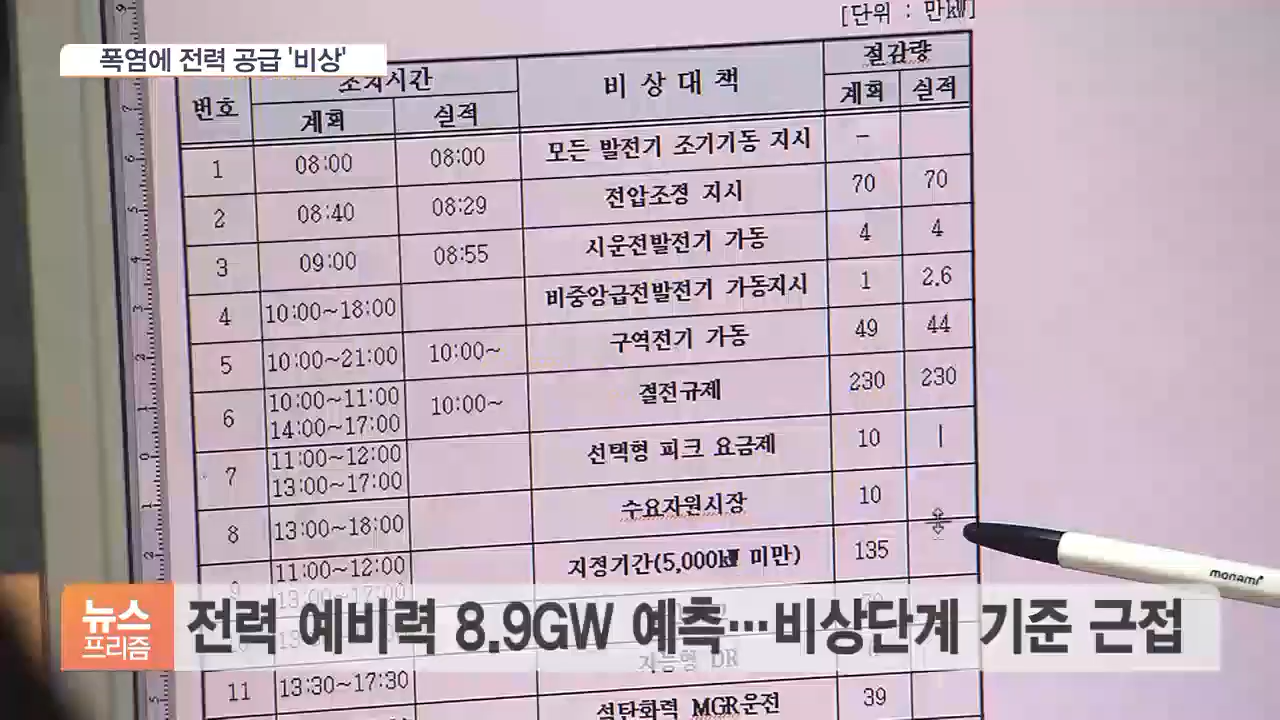 [단위 : 만㎾]
폭염에 전력 공급 '비상'
번호 조치시간 비 상 대 책 절감량
계획 실적 계획 실적
1 08:00 08:00 모든 발전기 조기기동 지시 −
2 08:40 08:29 전압조정 지시 70 70
3 09:00 08:55 시운전발전기 가동 4 4
4 10:00~18:00 비중앙급전발전기 가동지시 1 2.6
5 10:00~21:00 10:00~ 구역전기 가동 49 44
6 10:00~11:00 10:00~ 절전규제 230 230
14:00~17:00
7 11:00~12:00 선택형 피크 요금제 10
13:00~17:00
8 13:00~18:00 수요자원시장 10
9 11:00~12:00 지정기간(5,000㎾ 미만) 135
13:00~17:00
뉴스
프리즘
전력 예비력 8.9GW 예측…비상단계 기준 근접
지능형 DR
11 13:30~17:30
석탄화력 MGR운전 39
monami